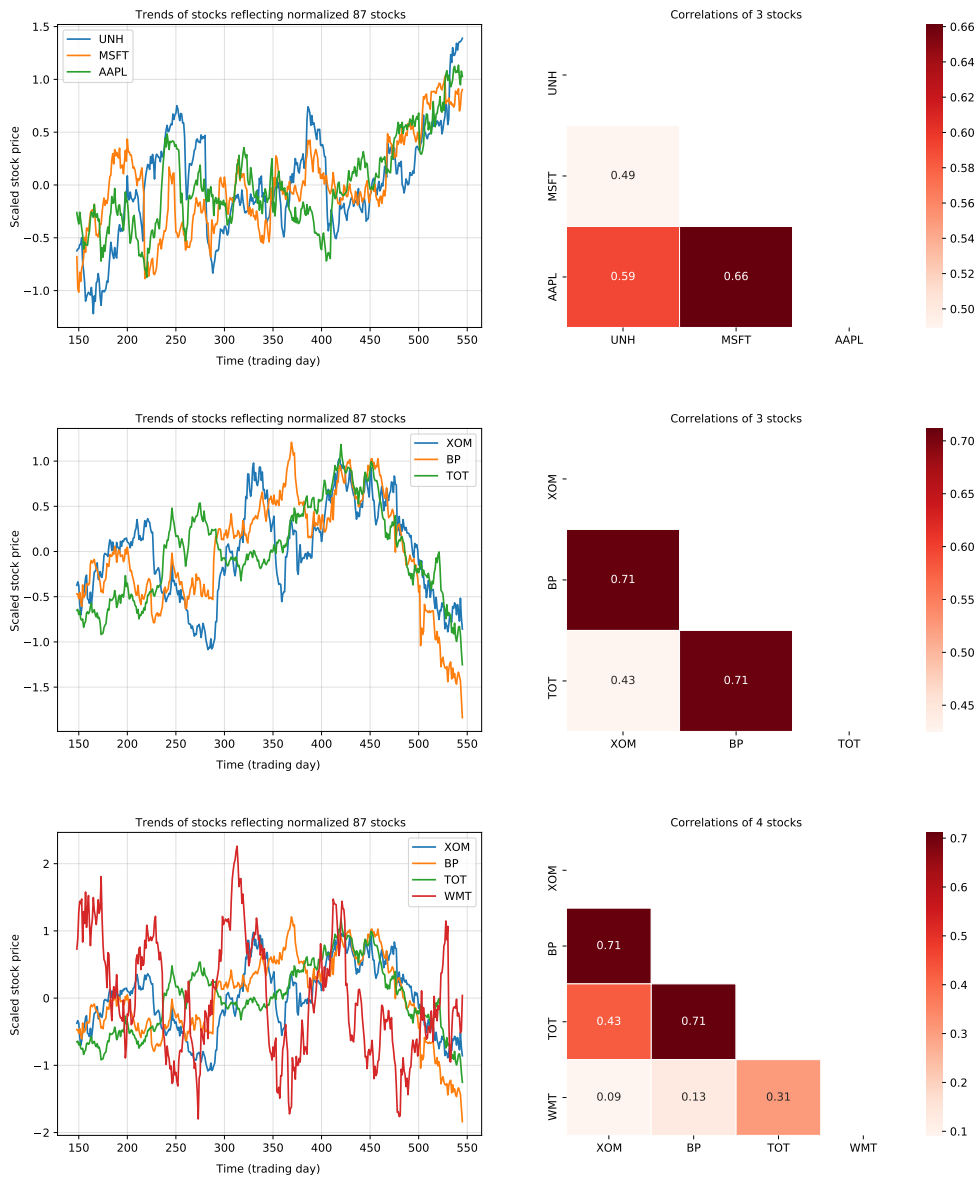 Trends of stocks reflecting normalized 87 stocks
1.5
1.0
0.5
0.0
−0.5
−1.0
Scaled stock price
UNH
MSFT
AAPL
150 200 250 300 350 400 450 500 550
Time (trading day)
Correlations of 3 stocks
UNH
MSFT
AAPL
0.49
0.59 0.66
UNH MSFT AAPL
0.66
0.64
0.62
0.60
0.58
0.56
0.54
0.52
0.50
Trends of stocks reflecting normalized 87 stocks
1.0
0.5
0.0
−0.5
−1.0
−1.5
Scaled stock price
XOM
BP
TOT
150 200 250 300 350 400 450 500 550
Time (trading day)
Correlations of 3 stocks
XOM
BP
TOT
0.71
0.43 0.71
XOM BP TOT
0.70
0.65
0.60
0.55
0.50
0.45
Trends of stocks reflecting normalized 87 stocks
2
1
0
−1
−2
Scaled stock price
XOM
BP
TOT
WMT
150 200 250 300 350 400 450 500 550
Time (trading day)
Correlations of 4 stocks
XOM
BP
TOT
WMT
0.71
0.43 0.71
0.09 0.13 0.31
XOM BP TOT WMT
0.7
0.6
0.5
0.4
0.3
0.2
0.1